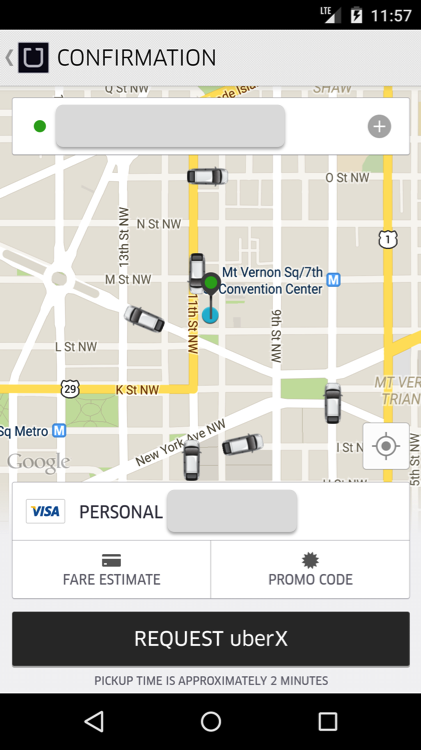 LTE 11:57
CONFIRMATION
Q St NW
SHAW
O St NW
N St NW
13th St NW
1
Mt Vernon Sq/7th
Convention Center
M
M St NW
11th St NW
9th St NW
L St NW
29
K St NW
MT VER
TRIAN
Sq Metro M
New York Ave NW
I St N
5th St NW
Google
VISA PERSONAL
FARE ESTIMATE
PROMO CODE
REQUEST uberX
PICKUP TIME IS APPROXIMATELY 2 MINUTES